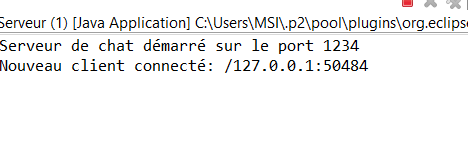 Serveur (1) [Java Application] C:\Users\MSI\.p2\pool\plugins\org.eclips
Serveur de chat démarré sur le port 1234
Nouveau client connecté: /127.0.0.1:50484